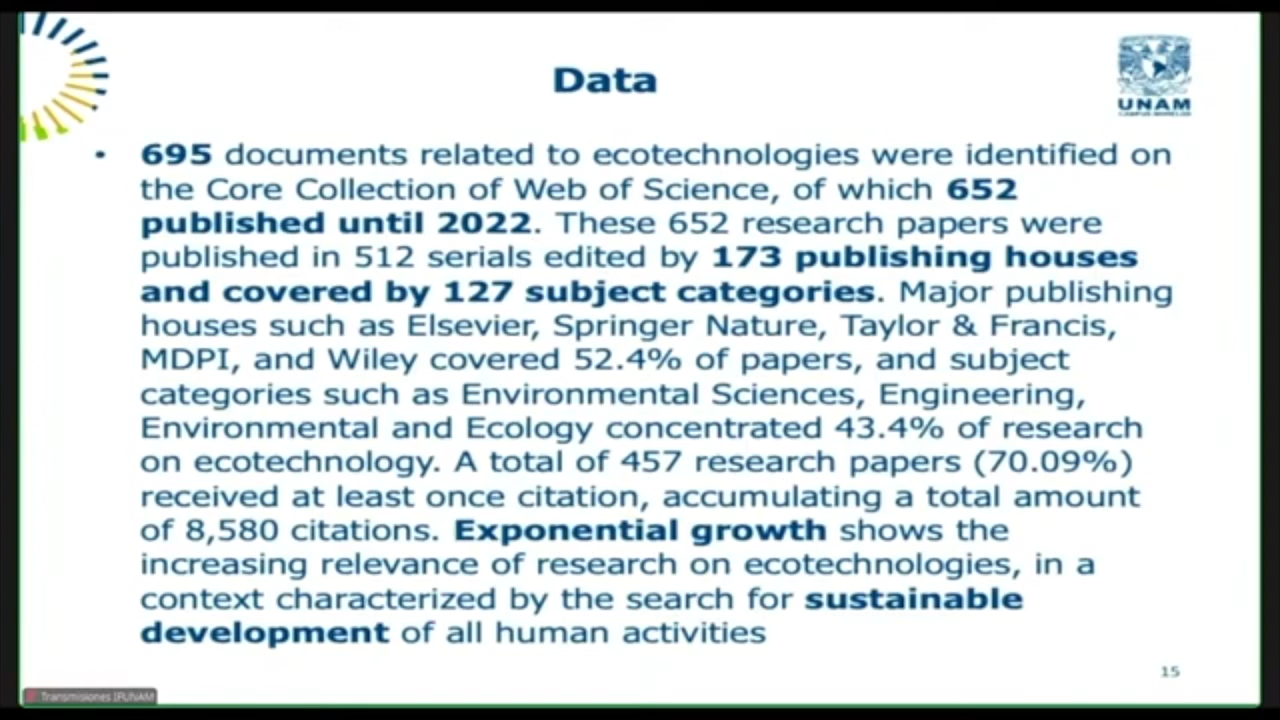 Data
UNAM
• 695 documents related to ecotechnologies were identified on
the Core Collection of Web of Science, of which 652
published until 2022. These 652 research papers were
published in 512 serials edited by 173 publishing houses
and covered by 127 subject categories. Major publishing
houses such as Elsevier, Springer Nature, Taylor & Francis,
MDPI, and Wiley covered 52.4% of papers, and subject
categories such as Environmental Sciences, Engineering,
Environmental and Ecology concentrated 43.4% of research
on ecotechnology. A total of 457 research papers (70.09%)
received at least once citation, accumulating a total amount
of 8,580 citations. Exponential growth shows the
increasing relevance of research on ecotechnologies, in a
context characterized by the search for sustainable
development of all human activities
15
Transmisiones IFUNAM